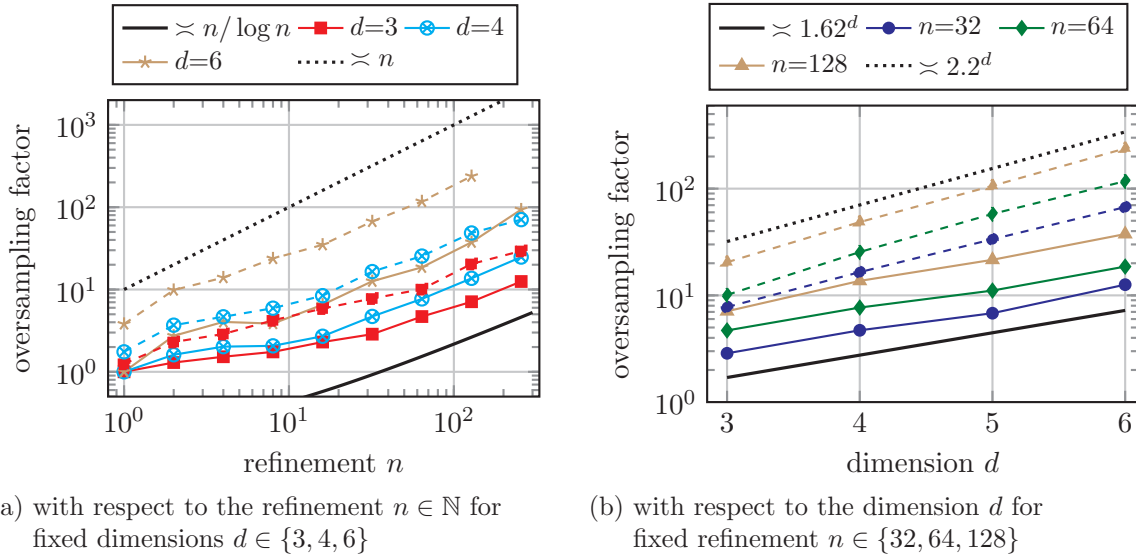 ≍ n/ log n d=3 d=4
d=6 ≍ n
oversampling factor
10^3
10^2
10^1
10^0
10^0 10^1 10^2
refinement n
a) with respect to the refinement n ∈ ℕ for
fixed dimensions d ∈ {3, 4, 6}
≍ 1.62^d n=32 n=64
n=128 ≍ 2.2^d
oversampling factor
10^2
10^1
10^0
3 4 5 6
dimension d
(b) with respect to the dimension d for
fixed refinement n ∈ {32, 64, 128}